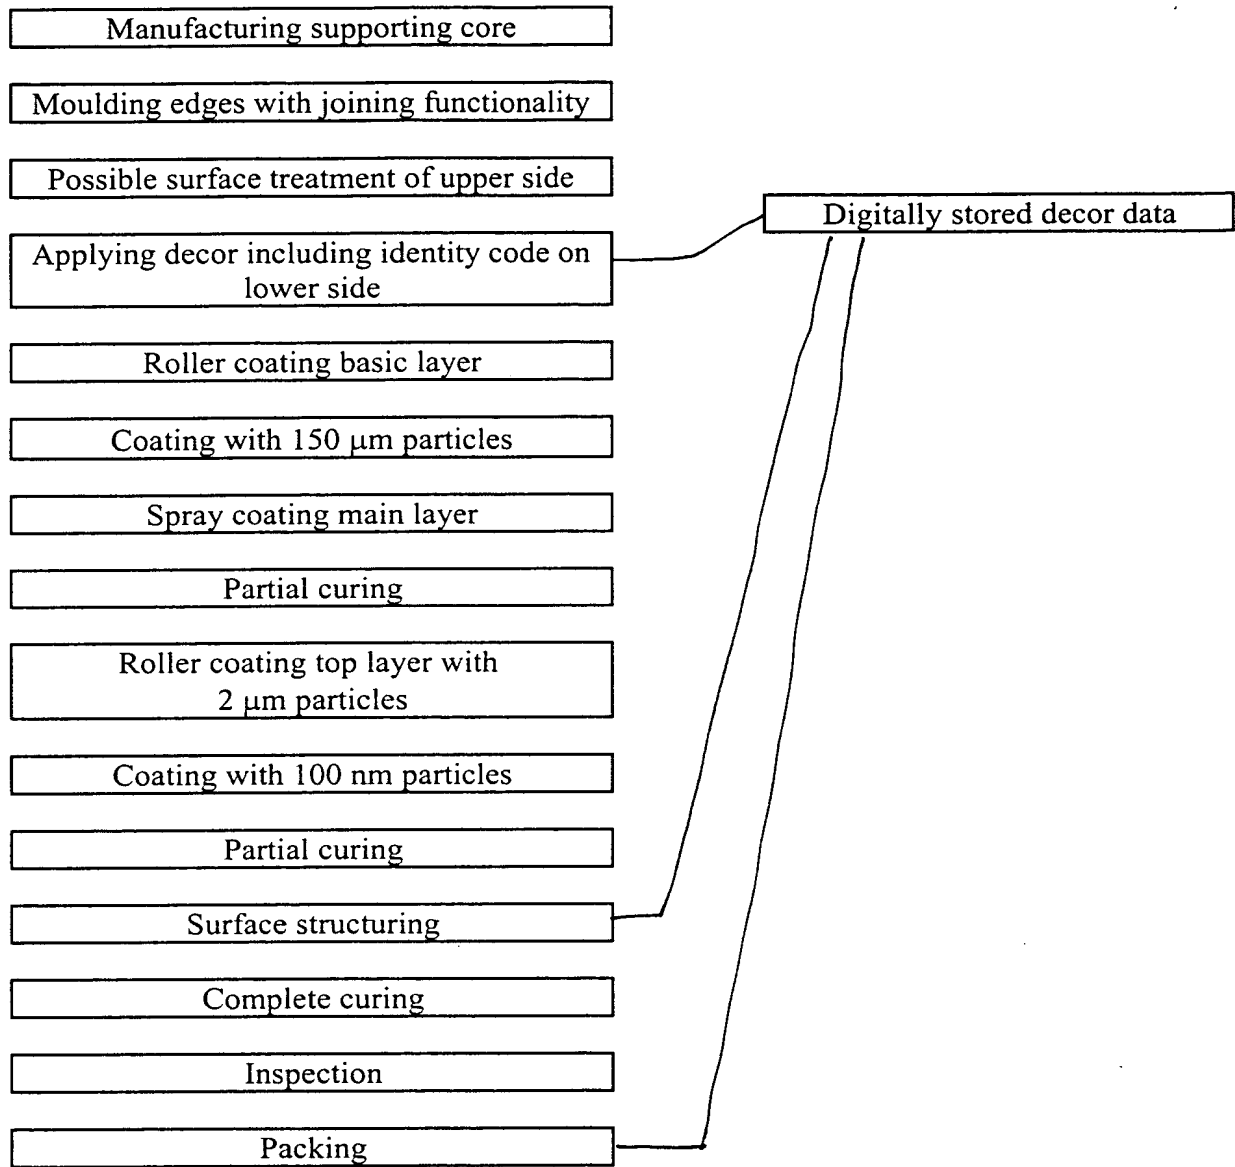 Manufacturing supporting core
Moulding edges with joining functionality
Possible surface treatment of upper side
Digitally stored decor data
Applying decor including identity code on
lower side
Roller coating basic layer
Coating with 150 μm particles
Spray coating main layer
Partial curing
Roller coating top layer with
2 μm particles
Coating with 100 nm particles
Partial curing
Surface structuring
Complete curing
Inspection
Packing